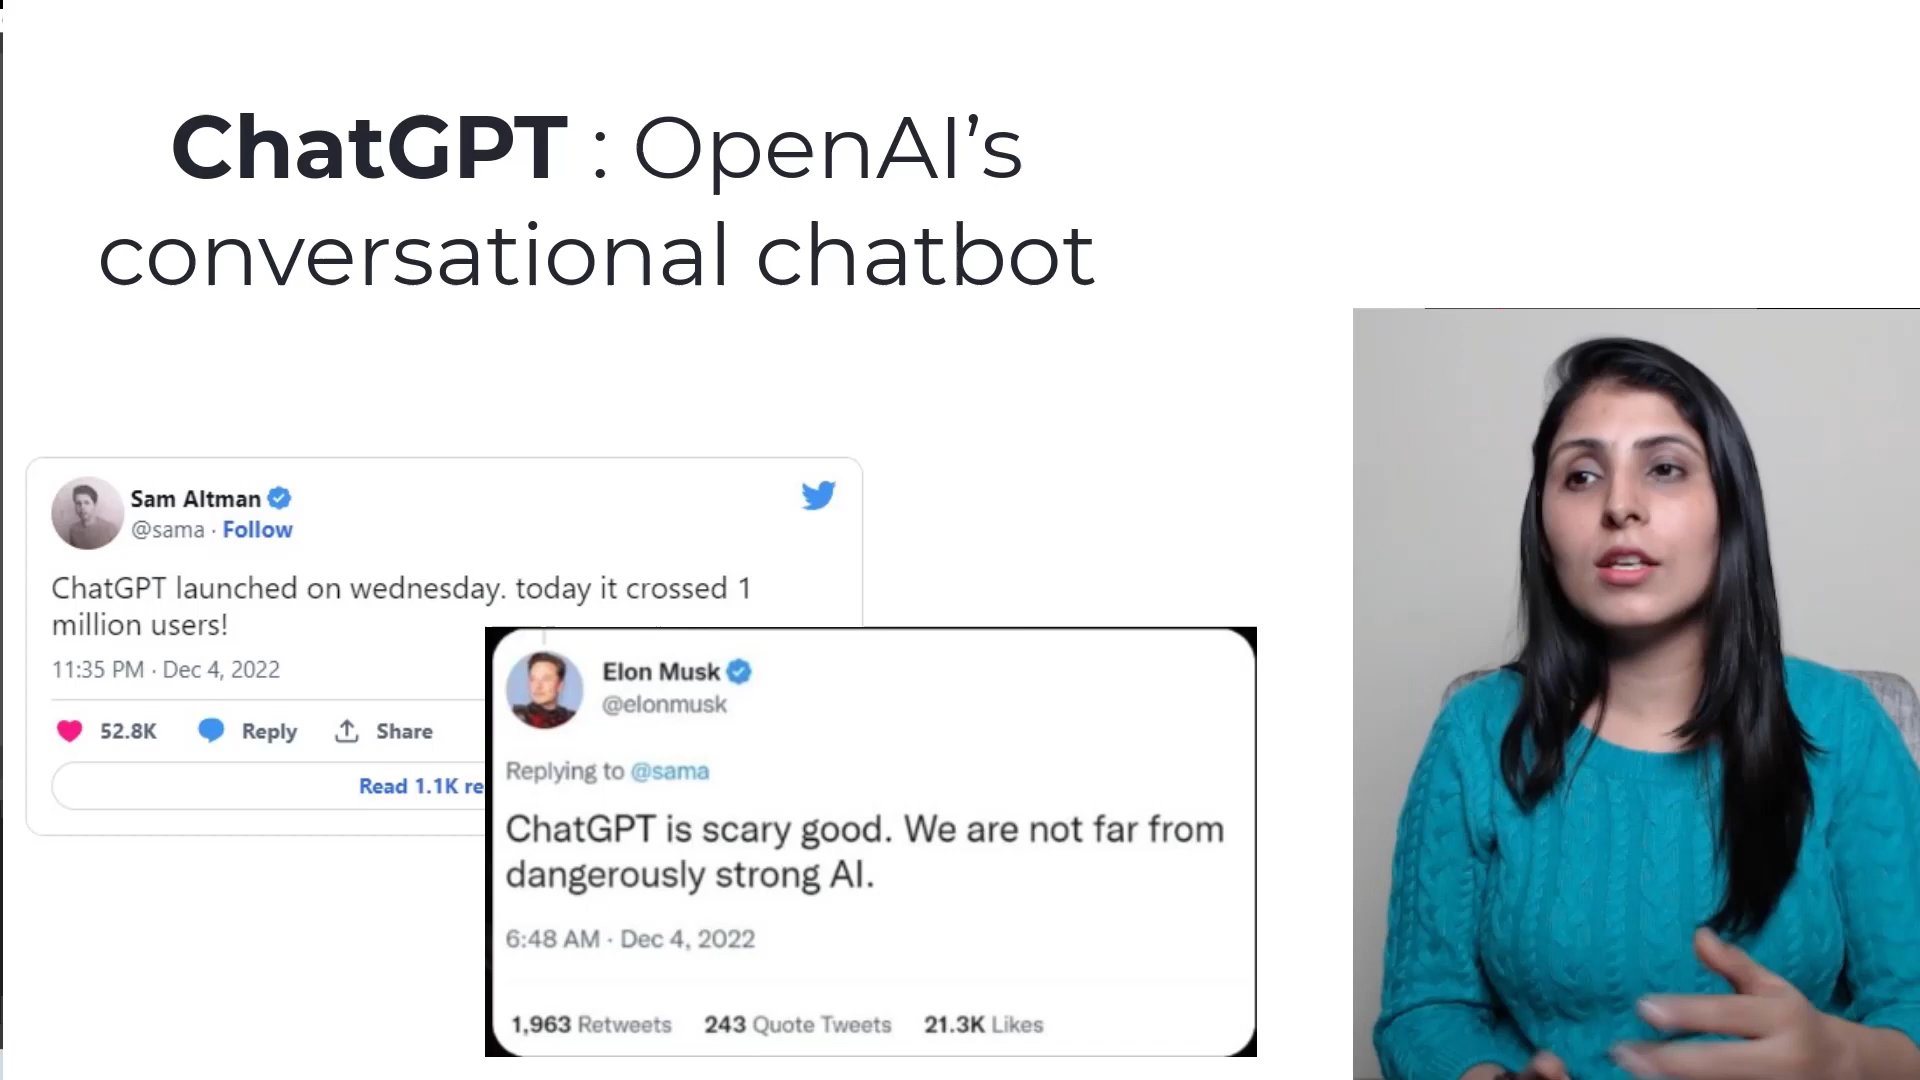 ChatGPT : OpenAI’s
conversational chatbot
Sam Altman
@sama · Follow
ChatGPT launched on wednesday. today it crossed 1
million users!
11:35 PM · Dec 4, 2022
52.8K Reply Share
Read 1.1K
Elon Musk
@elonmusk
Replying to @sama
ChatGPT is scary good. We are not far from
dangerously strong AI.
6:48 AM · Dec 4, 2022
1,963 Retweets 243 Quote Tweets 21.3K Likes